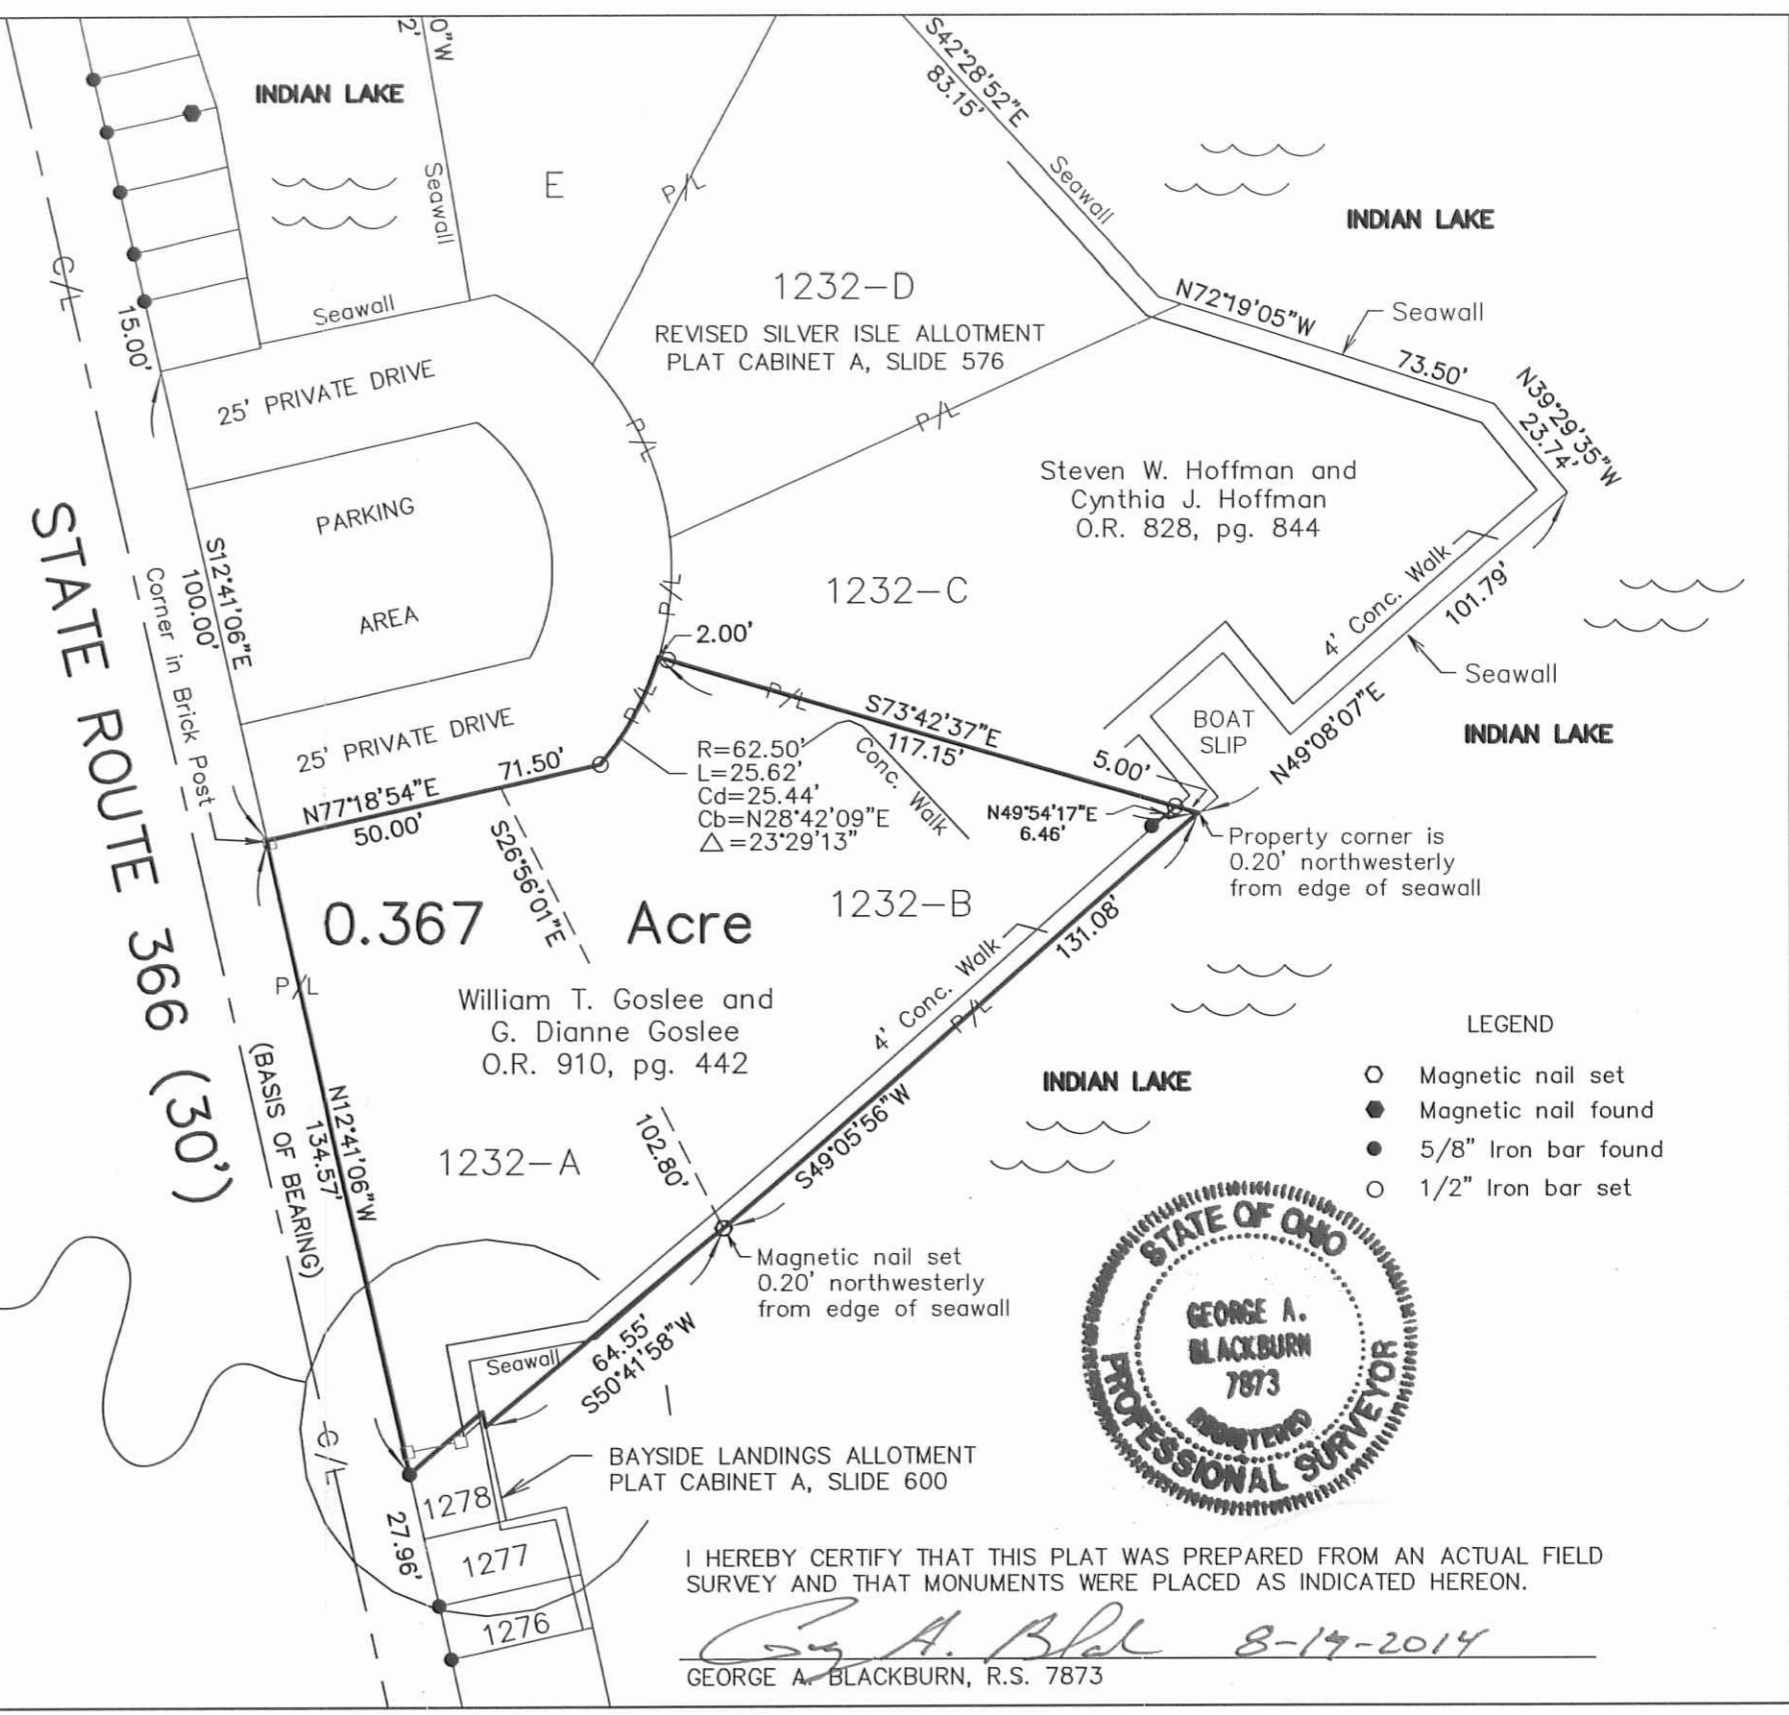 2'
0"W
INDIAN LAKE
Seawall
E
P/L
S42°28'52"E
83.15'
Seawall
INDIAN LAKE
C/L
15.00'
Seawall
1232-D
REVISED SILVER ISLE ALLOTMENT
PLAT CABINET A, SLIDE 576
N72°19'05"W
73.50'
Seawall
N39°29'35"W
23.74'
25' PRIVATE DRIVE
P/L
P/L
PARKING
AREA
Steven W. Hoffman and
Cynthia J. Hoffman
O.R. 828, pg. 844
STATE ROUTE 366 (30')
S12°41'06"E
100.00'
Corner in Brick Post
1232-C
P/L
2.00'
4' Conc. Walk
101.79'
Seawall
25' PRIVATE DRIVE
P/L
P/L
S73°42'37"E
117.15'
BOAT
SLIP
INDIAN LAKE
N49°08'07"E
5.00'
R=62.50'
L=25.62'
Cd=25.44'
Cb=N28°42'09"E
△=23°29'13"
Conc. Walk
71.50'
N77°18'54"E
50.00'
N49°54'17"E
6.46'
Property corner is
0.20' northwesterly
from edge of seawall
S26°56'01"E
0.367 Acre
1232-B
131.08'
P/L
William T. Goslee and
G. Dianne Goslee
O.R. 910, pg. 442
4' Conc. Walk
P/L
(BASIS OF BEARING)
N12°41'06"W
134.57'
1232-A
102.80'
S49°05'56"W
INDIAN LAKE
LEGEND
Magnetic nail set
Magnetic nail found
5/8" Iron bar found
1/2" Iron bar set
Magnetic nail set
0.20' northwesterly
from edge of seawall
Seawall
64.55'
S50°41'58"W
C/L
BAYSIDE LANDINGS ALLOTMENT
PLAT CABINET A, SLIDE 600
1278
27.96'
1277
1276
STATE OF OHIO
GEORGE A.
BLACKBURN
7873
REGISTERED
PROFESSIONAL SURVEYOR
I HEREBY CERTIFY THAT THIS PLAT WAS PREPARED FROM AN ACTUAL FIELD
SURVEY AND THAT MONUMENTS WERE PLACED AS INDICATED HEREON.
8-14-2014
GEORGE A. BLACKBURN, R.S. 7873